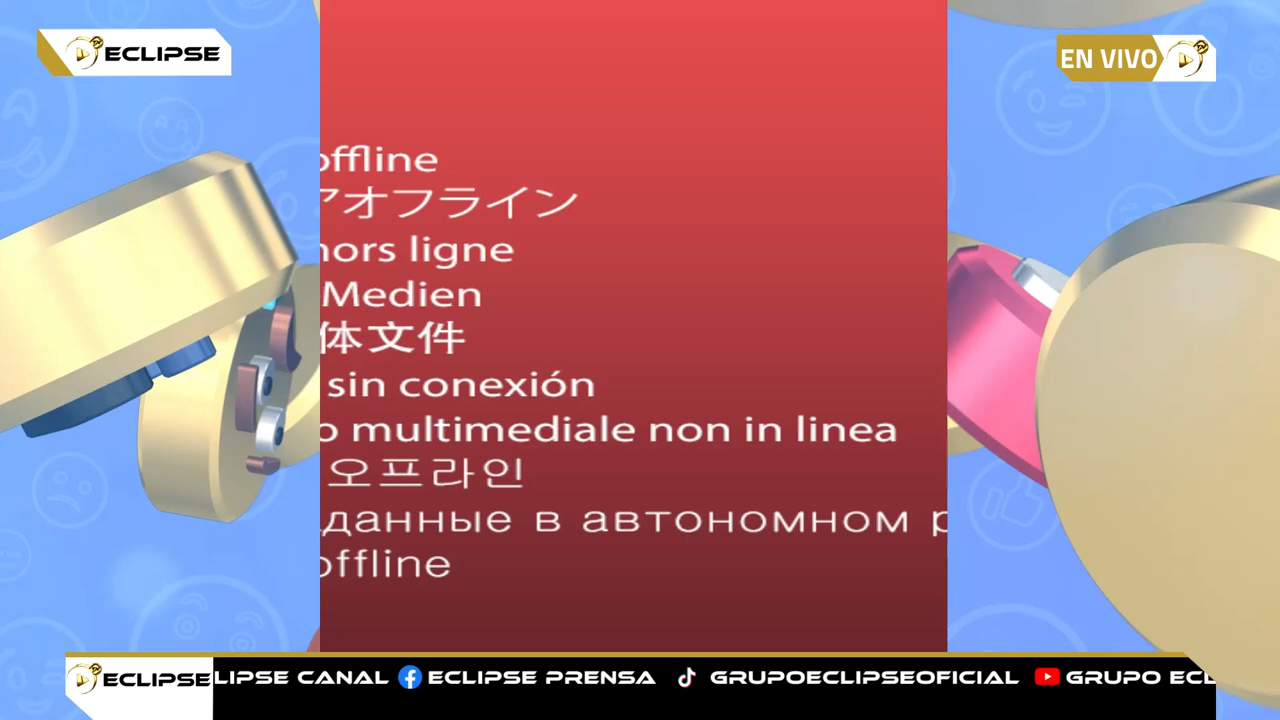 ECLIPSE
EN VIVO
offline
アオフライン
hors ligne
Medien
体文件
sin conexión
o multimediale non in linea
오프라인
данные в автономном р
offline
ECLIPSE
LIPSE CANAL ECLIPSE PRENSA GRUPOECLIPSEOFICIAL GRUPO ECL